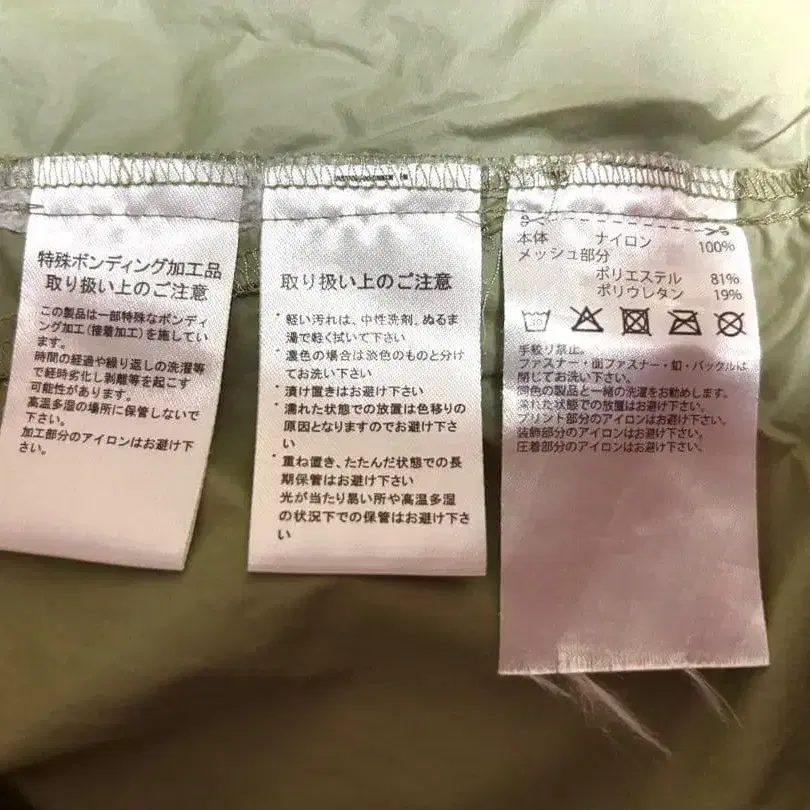 特殊ボンディング加工品
取り扱い上のご注意
この製品は一部特殊なボンディ
ング加工(接着加工)を施してい
ます。
時間の経過や繰り返しの洗濯等
で経時劣化し剥離等を起こす
可能性があります。
高温多湿の場所に保管しないで
下さい。
加工部分のアイロンはお避け下
さい。
取り扱い上のご注意
・軽い汚れは、中性洗剤、ぬるま
湯で軽く拭いて下さい
・濃色の場合は淡色のものと分け
てお洗い下さい
・漬け置きはお避け下さい
・濡れた状態での放置は色移りの
原因となりますのでお避け下さ
い
・重ね置き、たたんだ状態での長
期保管はお避け下さい
光が当たり易い所や高温多湿
の状況下での保管はお避け下さ
い
本体 ナイロン 100%
メッシュ部分
ポリエステル 81%
ポリウレタン 19%
30
手絞り禁止。
ファスナー・面ファスナー・釦・バックルは
閉じてお洗い下さい。
同色の製品と一緒の洗濯をお勧めします。
濡れた状態での放置はお避け下さい。
プリント部分のアイロンはお避け下さい。
装飾部分のアイロンはお避け下さい。
圧着部分のアイロンはお避け下さい。